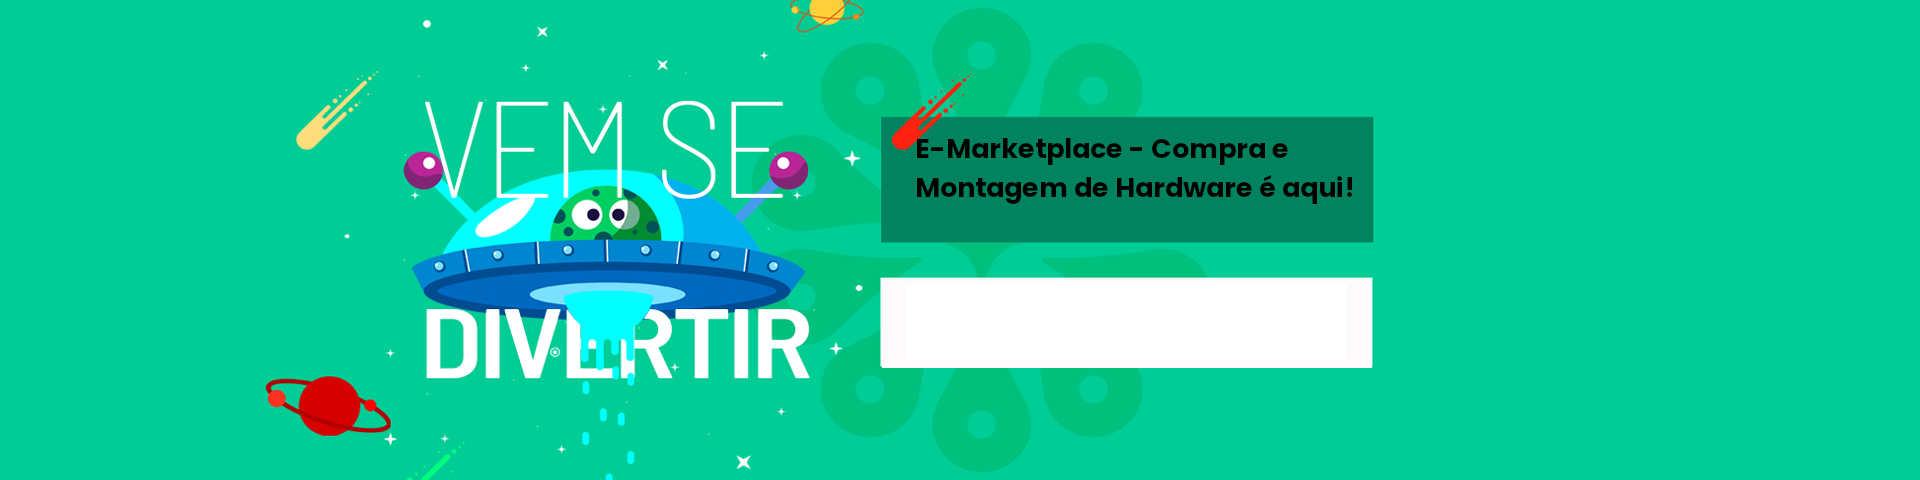 VEM SE
DIVERTIR
E-Marketplace - Compra e
Montagem de Hardware é aqui!